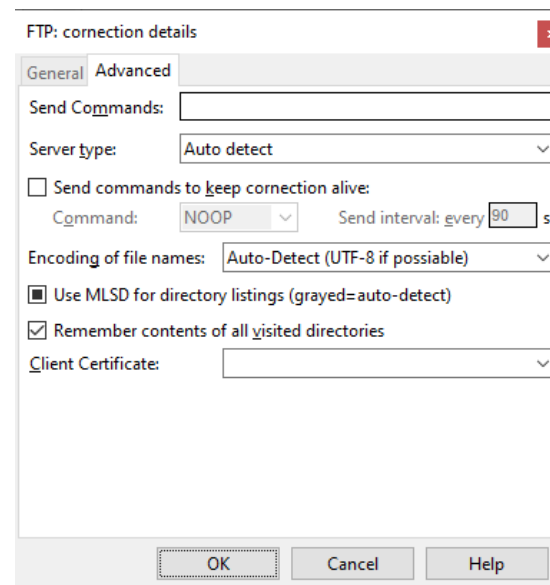 FTP: cornection details
General Advanced
Send Commands:
Server type: Auto detect
Send commands to keep cornection alive:
Command: NOOP Send interval: every 90 s
Encoding of file names: Auto-Detect (UTF-8 if possiable)
Use MLSD for directory listings (grayed=auto-detect)
Remember contents of all visited directories
Client Certificate:
OK Cancel Help